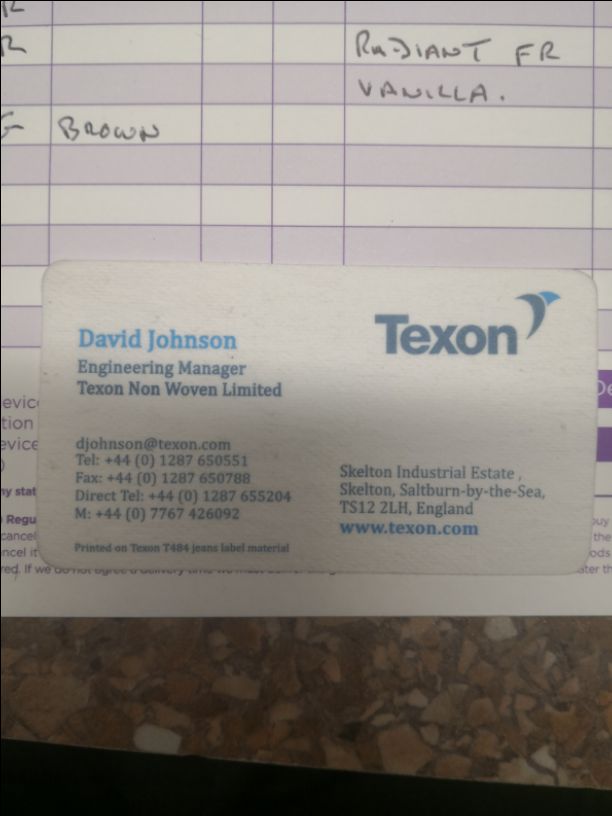 RADIANT FR
VANILLA.
BROWN
Texon
David Johnson
Engineering Manager
Texon Non Woven Limited
djohnson@texon.com
Tel: +44 (0) 1287 650551
Fax: +44 (0) 1287 650788
Direct Tel: +44 (0) 1287 655204
M: +44 (0) 7767 426092
Printed on Texon T484 jeans label material
Skelton Industrial Estate ,
Skelton, Saltburn-by-the-Sea,
TS12 2LH, England
www.texon.com